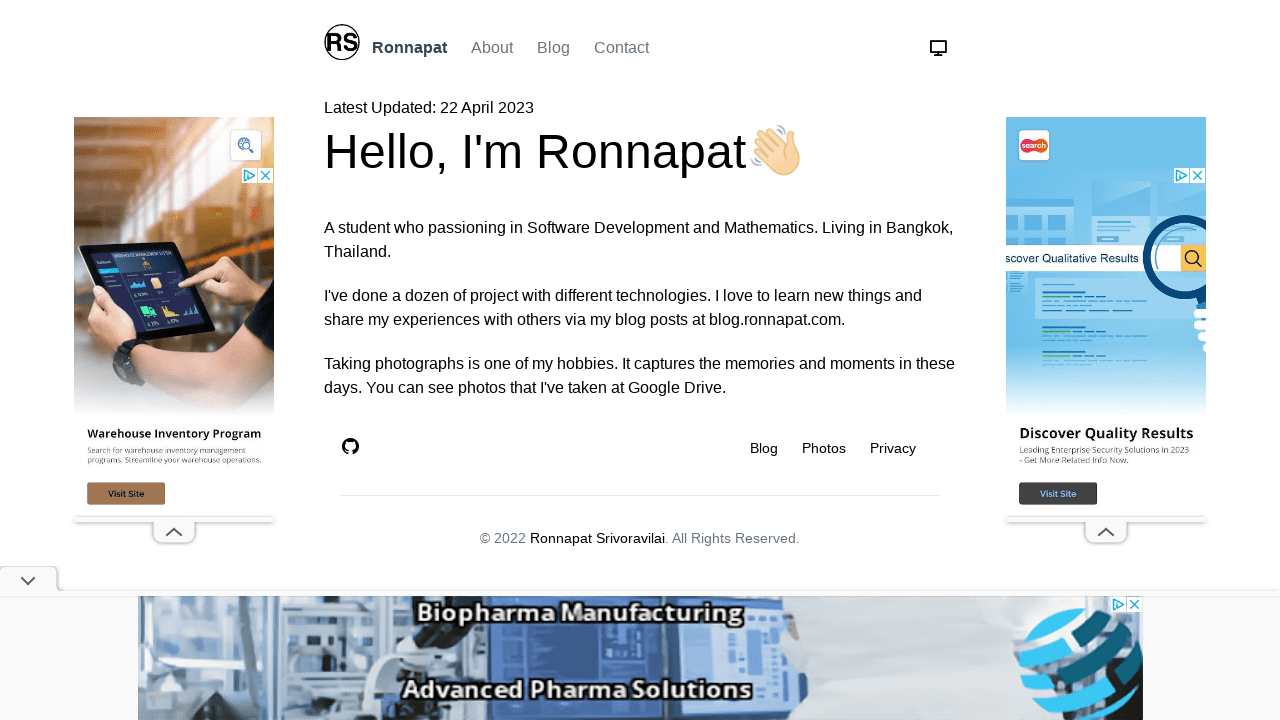 RS
Ronnapat
About
Blog
Contact
Latest Updated: 22 April 2023
Hello, I'm Ronnapat
A student who passioning in Software Development and Mathematics. Living in Bangkok,
Thailand.
I've done a dozen of project with different technologies. I love to learn new things and
share my experiences with others via my blog posts at blog.ronnapat.com.
Taking photographs is one of my hobbies. It captures the memories and moments in these
days. You can see photos that I've taken at Google Drive.
Blog
Photos
Privacy
© 2022 Ronnapat Srivoravilai. All Rights Reserved.
Warehouse Inventory Program
Search for warehouse inventory management
programs. Streamline your warehouse operations.
Visit Site
search
scover Qualitative Results
Discover Quality Results
Leading Enterprise Security Solutions in 2023
- Get More Related Info Now.
Visit Site
Biopharma Manufacturing
Advanced Pharma Solutions